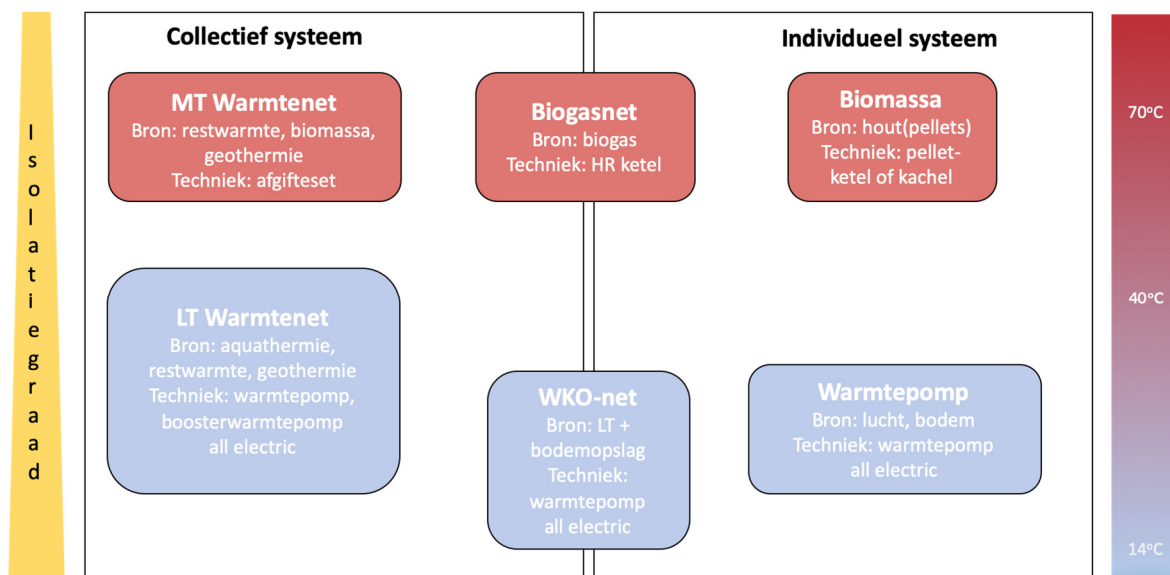 Isolatiegraad
Collectief systeem
MT Warmtenet
Bron: restwarmte, biomassa,
geothermie
Techniek: afgifteset
LT Warmtenet
Bron: aquathermie,
restwarmte, geothermie
Techniek: warmtepomp,
boosterwarmtepomp
all electric
Biogasnet
Bron: biogas
Techniek: HR ketel
WKO-net
Bron: LT +
bodemopslag
Techniek:
warmtepomp
all electric
Individueel systeem
Biomassa
Bron: hout(pellets)
Techniek: pellet-
ketel of kachel
Warmtepomp
Bron: lucht, bodem
Techniek: warmtepomp
all electric
70°C
40°C
14°C